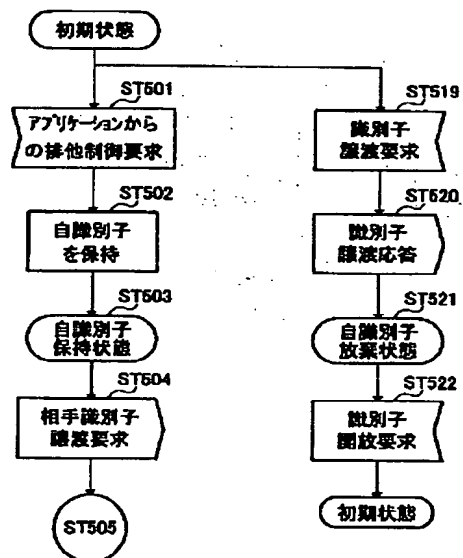 初期状態
ST501
アプリケーションから
の排他制御要求
ST502
自識別子
を保持
ST503
自識別子
保持状態
ST504
相手識別子
譲渡要求
ST505
ST519
識別子
譲渡要求
ST520
識別子
譲渡応答
ST521
自識別子
放棄状態
ST522
識別子
開放要求
初期状態